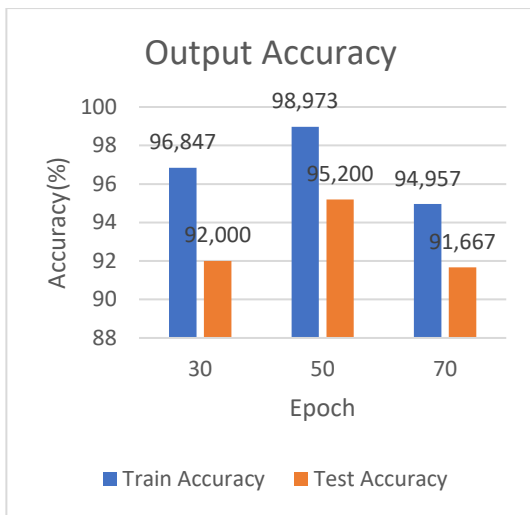 Output Accuracy
98,973
100
96,847
98
95,200
94,957
96
94
92,000
91,667
92
90
88
Accuracy(%)
30 50 70
Epoch
Train Accuracy Test Accuracy